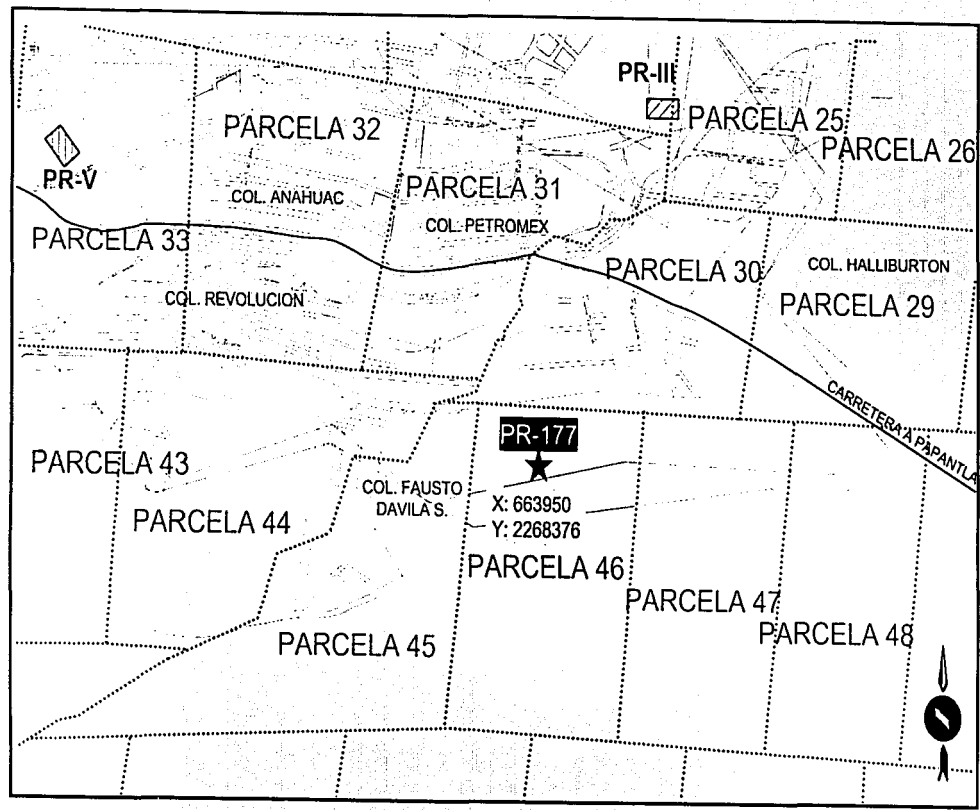 PR-III
PARCELA 25
PARCELA 26
PARCELA 32
PR-V
COL. ANAHUAC
PARCELA 31
COL. PETROMEX
PARCELA 33
PARCELA 30
COL. HALLIBURTON
PARCELA 29
COL. REVOLUCION
CARRETERA A PAPANTLA
PR-177
PARCELA 43
COL. FAUSTO
DAVILA S.
X: 663950
Y: 2268376
PARCELA 44
PARCELA 46
PARCELA 47
PARCELA 48
PARCELA 45